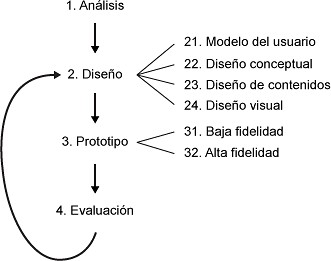 1. Análisis
2. Diseño
21. Modelo del usuario
22. Diseño conceptual
23. Diseño de contenidos
24. Diseño visual
3. Prototipo
31. Baja fidelidad
32. Alta fidelidad
4. Evaluación